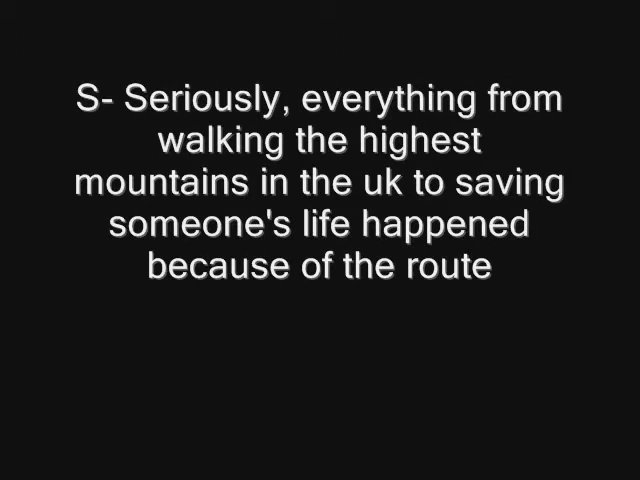 S- Seriously, everything from
walking the highest
mountains in the uk to saving
someone's life happened
because of the route